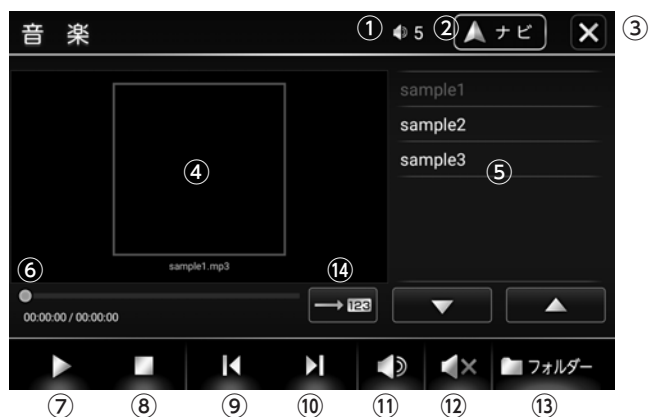 音 楽 ① 5 ② ナビ ③
sample1
sample2
sample3 ⑤
④
sample1.mp3
⑥ ⑭
123
00:00:00 / 00:00:00
フォルダー
⑦ ⑧ ⑨ ⑩ ⑪ ⑫ ⑬